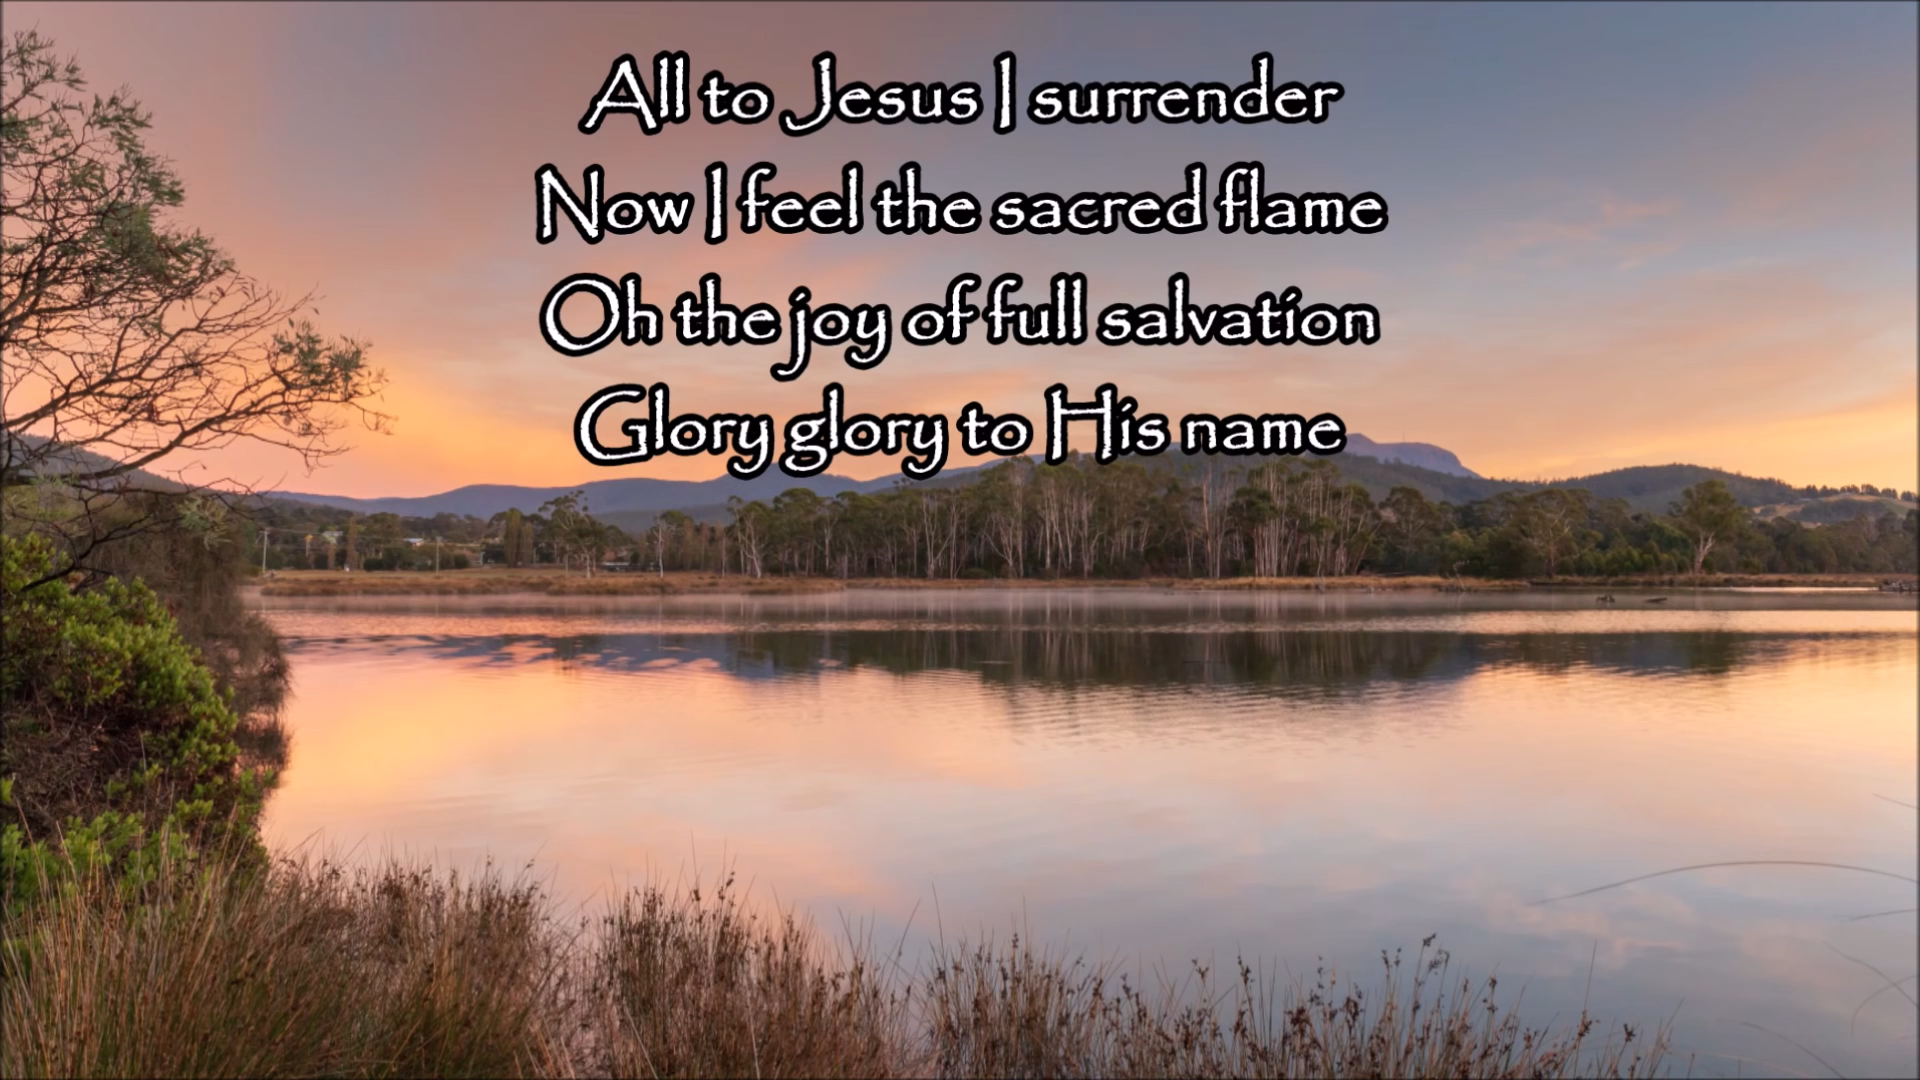 All to Jesus I surrender
Now I feel the sacred flame
Oh the joy of full salvation
Glory glory to His name